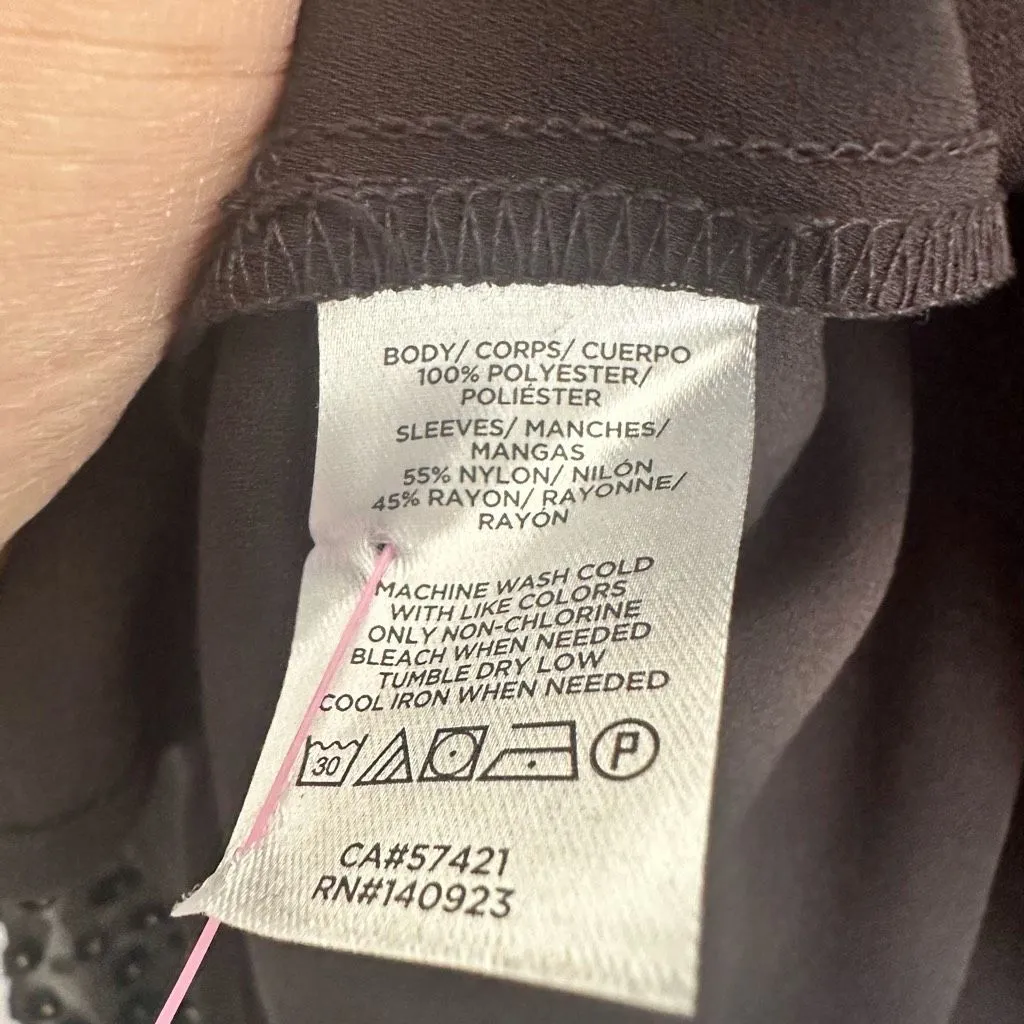 BODY/ CORPS/ CUERPO
100% POLYESTER/
POLIÉSTER
SLEEVES/ MANCHES/
MANGAS
55% NYLON/ NILÓN
45% RAYON/ RAYONNE/
RAYÓN
MACHINE WASH COLD
WITH LIKE COLORS
ONLY NON-CHLORINE
BLEACH WHEN NEEDED
TUMBLE DRY LOW
COOL IRON WHEN NEEDED
30 P
CA#57421
RN#140923